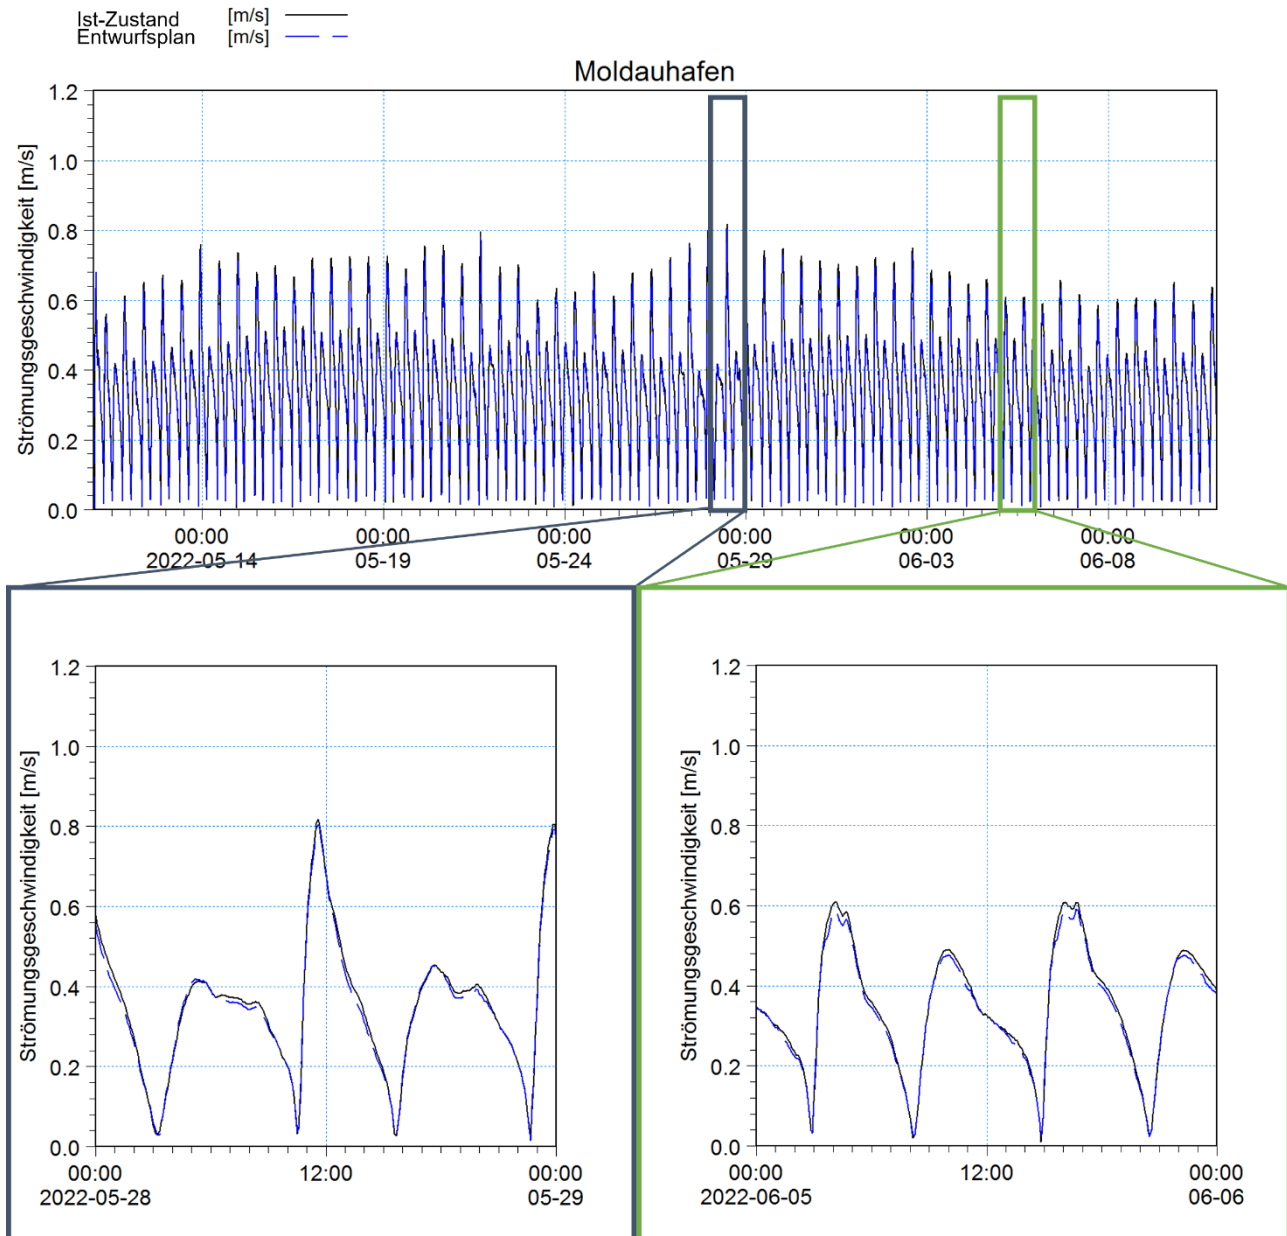 Ist-Zustand [m/s]
Entwurfsplan [m/s]
Moldauhafen
Strömungsgeschwindigkeit [m/s]
1.2
1.0
0.8
0.6
0.4
0.2
0.0
00:00 00:00 00:00 00:00 00:00 00:00
2022-05-14 05-19 05-24 05-29 06-03 06-08
Strömungsgeschwindigkeit [m/s]
1.2
1.0
0.8
0.6
0.4
0.2
0.0
00:00 12:00 00:00
2022-05-28 05-29
Strömungsgeschwindigkeit [m/s]
1.2
1.0
0.8
0.6
0.4
0.2
0.0
00:00 12:00 00:00
2022-06-05 06-06